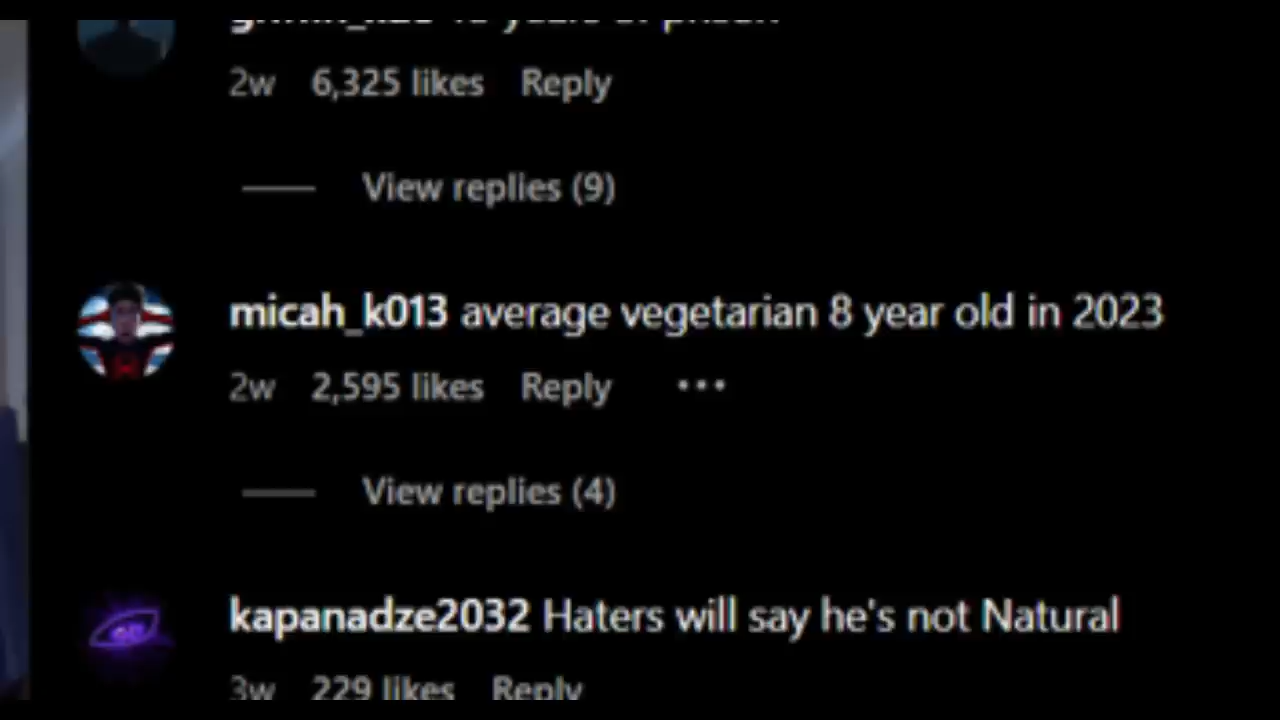 2w 6,325 likes Reply
View replies (9)
micah_k013 average vegetarian 8 year old in 2023
2w 2,595 likes Reply ...
View replies (4)
kapanadze2032 Haters will say he's not Natural
3w 229 likes Reply